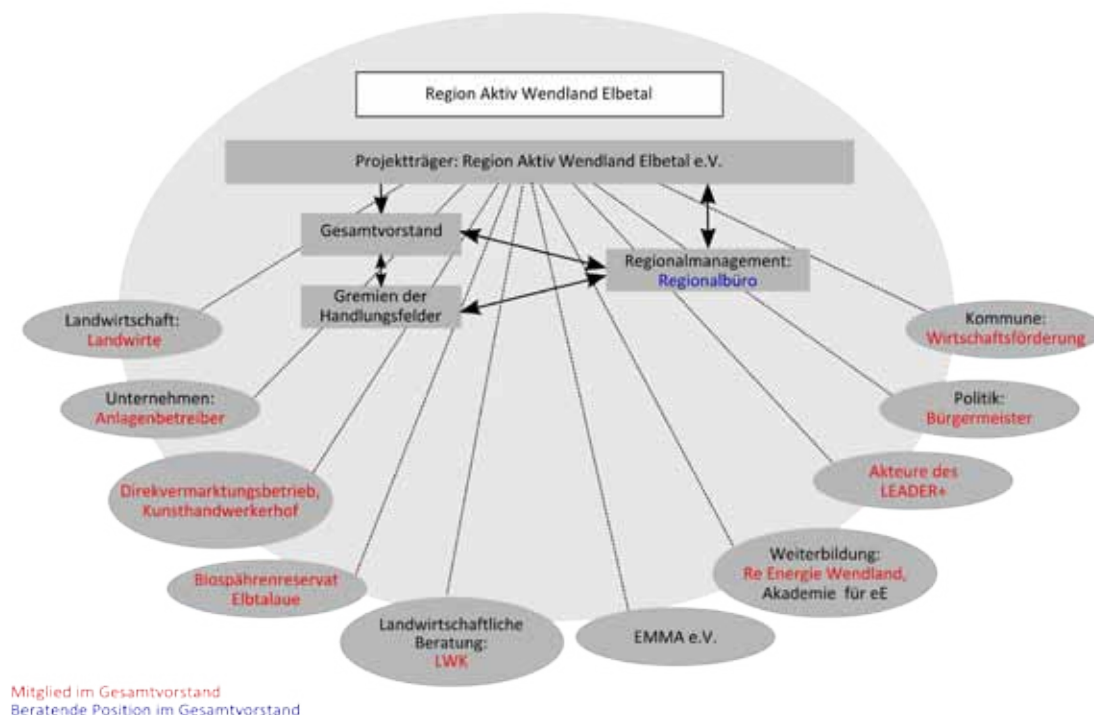 Region Aktiv Wendland Elbetal
Projektträger: Region Aktiv Wendland Elbetal e.V.
Gesamtvorstand
Regionalmanagement:
Regionalbüro
Gremien der
Handlungsfelder
Landwirtschaft:
Landwirte
Kommune:
Wirtschaftsförderung
Unternehmen:
Anlagenbetreiber
Politik:
Bürgermeister
Direkvermarktungsbetrieb,
Kunsthandwerkerhof
Akteure des
LEADER+
Biospährenreservat
Elbtalaue
Weiterbildung:
Re Energie Wendland,
Akademie für eE
Landwirtschaftliche
Beratung:
LWK
EMMA e.V.
Mitglied im Gesamtvorstand
Beratende Position im Gesamtvorstand